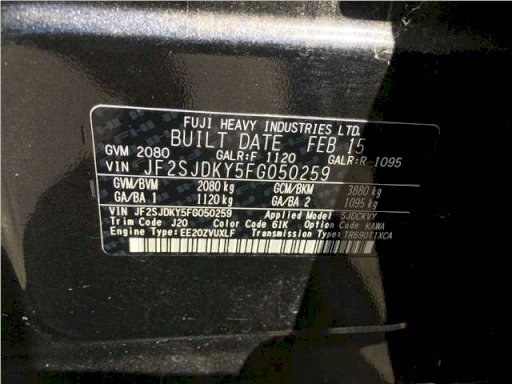 FUJI HEAVY INDUSTRIES LTD.
BUILT DATE FEB 15
GVM 2080 GALR:F 1120 GALR:R-1095
VIN JF2SJDKY5FG050259
GVM/BVM 2080 kg GCM/BKM 3880 kg
GA/BA 1 1120 kg GA/BA 2 1095 kg
VIN JF2SJDKY5FG050259 Applied Model SJDCKVY
Trim Code J20 Color Code 61K Option Code KAWA
Engine Type:EE20ZVUXLF Transmission Type:TR690TTXCA